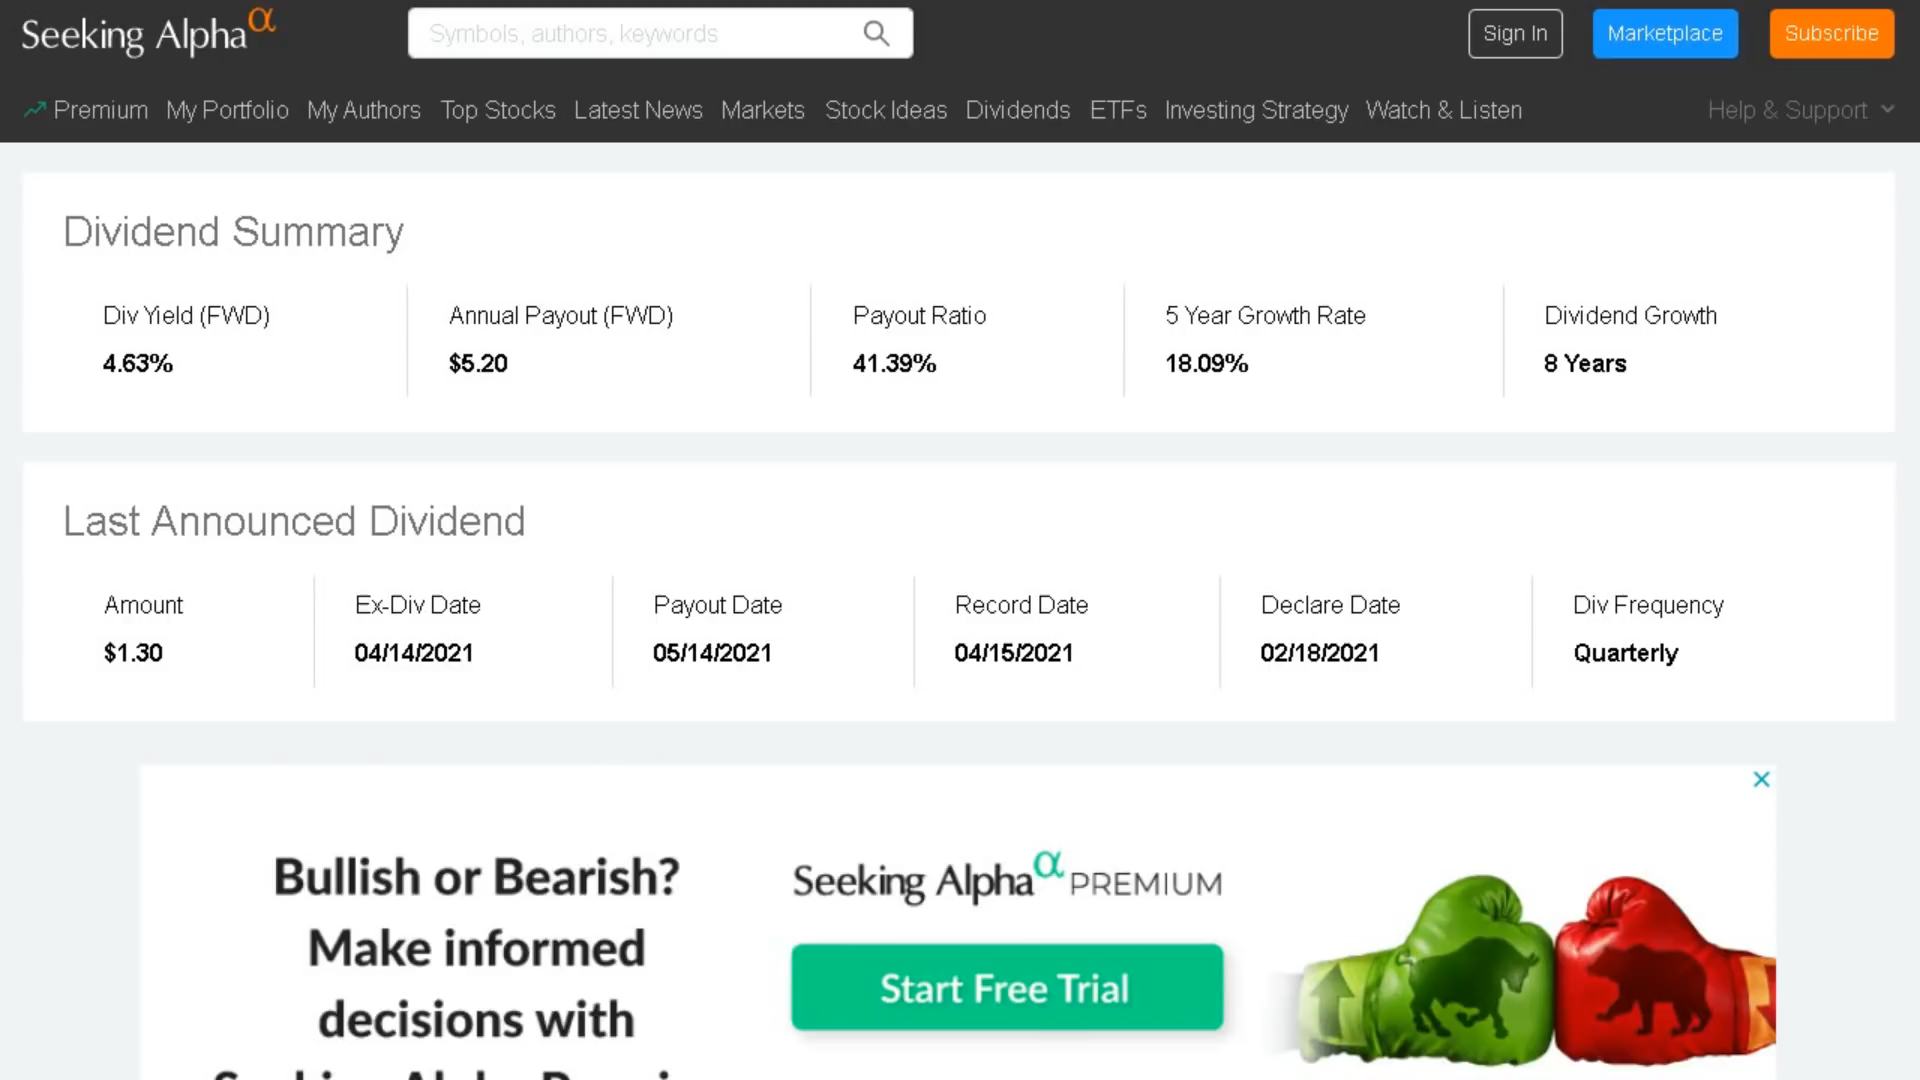 Seeking Alpha α
Symbols, authors, keywords
Sign In
Marketplace
Subscribe
Premium My Portfolio My Authors Top Stocks Latest News Markets Stock Ideas Dividends ETFs Investing Strategy Watch & Listen Help & Support
Dividend Summary
Div Yield (FWD) Annual Payout (FWD) Payout Ratio 5 Year Growth Rate Dividend Growth
4.63% $5.20 41.39% 18.09% 8 Years
Last Announced Dividend
Amount Ex-Div Date Payout Date Record Date Declare Date Div Frequency
$1.30 04/14/2021 05/14/2021 04/15/2021 02/18/2021 Quarterly
Bullish or Bearish?
Make informed
decisions with
Seeking Alpha α PREMIUM
Start Free Trial